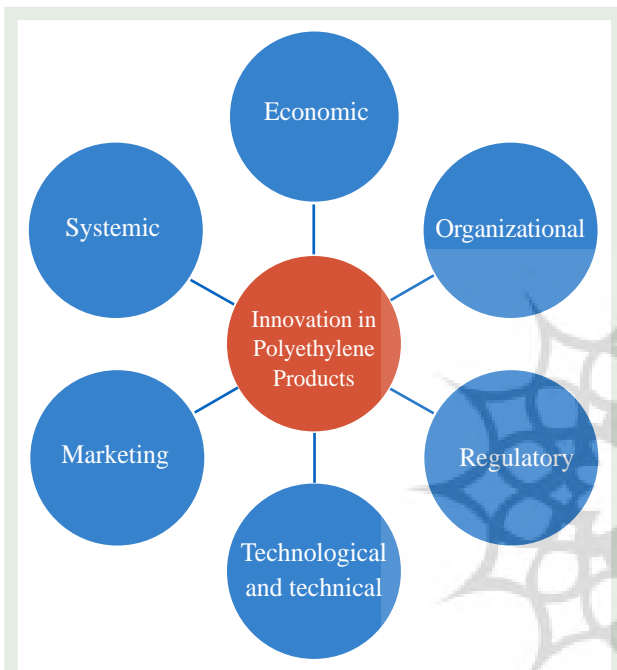 Economic
Systemic
Organizational
Innovation in
Polyethylene
Products
Marketing
Regulatory
Technological
and technical